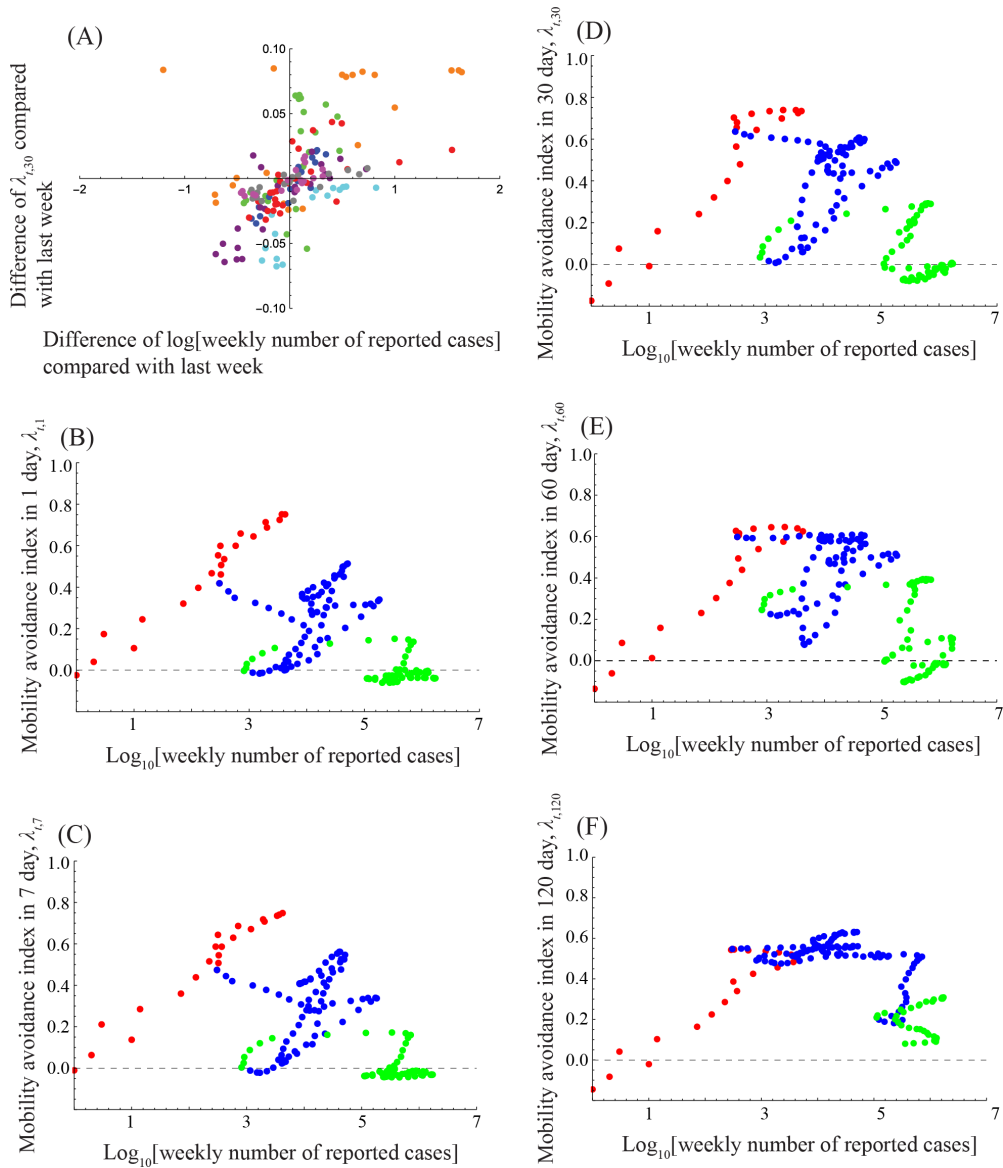 (A)
Difference of λt,30 compared
with last week
0.10
0.05
−0.05
−0.10
−2
−1
1
2
Difference of log[weekly number of reported cases]
compared with last week
(B)
Mobility avoidance index in 1 day, λt,1
1.0
0.8
0.6
0.4
0.2
0.0
1
3
5
7
Log10[weekly number of reported cases]
(C)
Mobility avoidance index in 7 day, λt,7
1.0
0.8
0.6
0.4
0.2
0.0
1
3
5
7
Log10[weekly number of reported cases]
(D)
Mobility avoidance index in 30 day, λt,30
1.0
0.8
0.6
0.4
0.2
0.0
1
3
5
7
Log10[weekly number of reported cases]
(E)
Mobility avoidance index in 60 day, λt,60
1.0
0.8
0.6
0.4
0.2
0.0
1
3
5
7
Log10[weekly number of reported cases]
(F)
Mobility avoidance index in 120 day, λt,120
1.0
0.8
0.6
0.4
0.2
0.0
1
3
5
7
Log10[weekly number of reported cases]